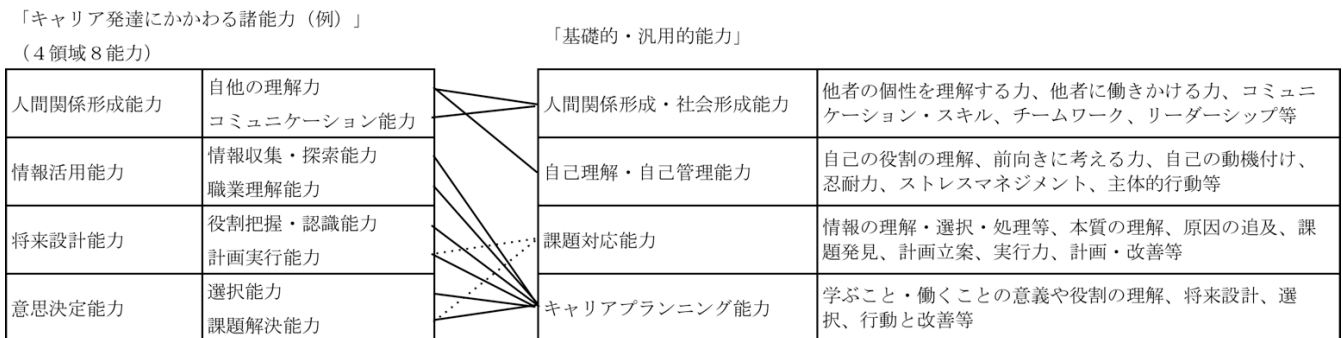 「キャリア発達にかかわる諸能力（例）」
（４領域８能力）
「基礎的・汎用的能力」
人間関係形成能力
自他の理解力
コミュニケーション能力
情報活用能力
情報収集・探索能力
職業理解能力
将来設計能力
役割把握・認識能力
計画実行能力
意思決定能力
選択能力
課題解決能力
人間関係形成・社会形成能力
他者の個性を理解する力、他者に働きかける力、コミュニ
ケーション・スキル、チームワーク、リーダーシップ等
自己理解・自己管理能力
自己の役割の理解、前向きに考える力、自己の動機付け、
忍耐力、ストレスマネジメント、主体的行動等
課題対応能力
情報の理解・選択・処理等、本質の理解、原因の追及、課
題発見、計画立案、実行力、計画・改善等
キャリアプランニング能力
学ぶこと・働くことの意義や役割の理解、将来設計、選
択、行動と改善等